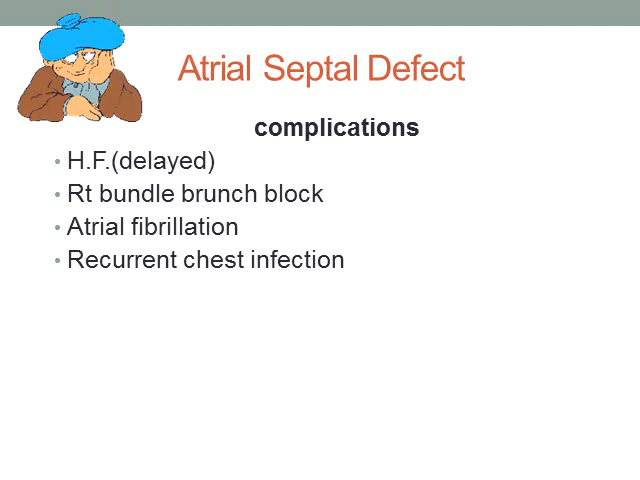 Atrial Septal Defect
complications
• H.F.(delayed)
• Rt bundle brunch block
• Atrial fibrillation
• Recurrent chest infection